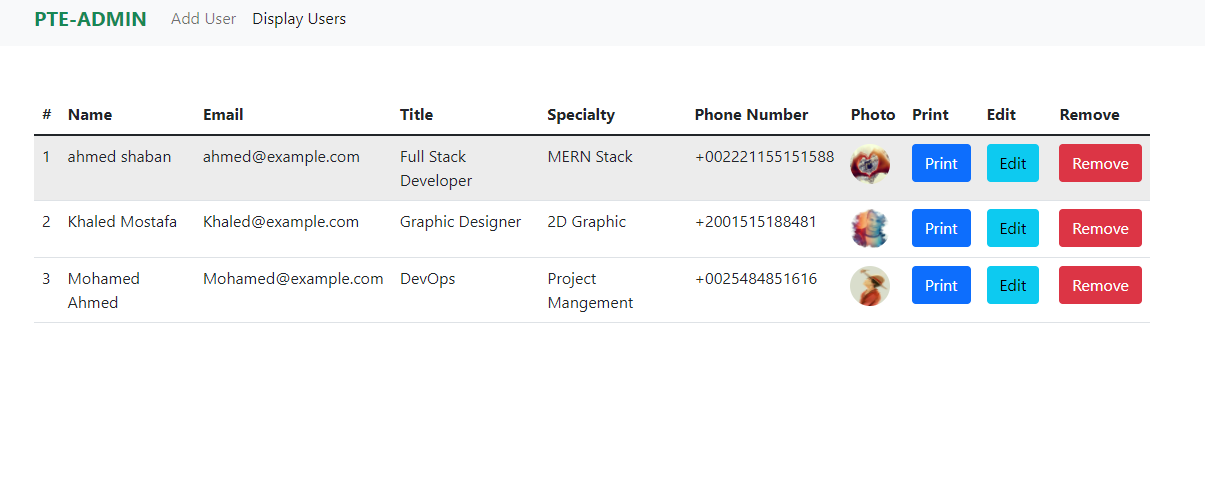 PTE-ADMIN Add User Display Users
# Name Email Title Specialty Phone Number Photo Print Edit Remove
1 ahmed shaban ahmed@example.com Full Stack Developer MERN Stack +002221155151588 Print Edit Remove
2 Khaled Mostafa Khaled@example.com Graphic Designer 2D Graphic +2001515188481 Print Edit Remove
3 Mohamed Ahmed Mohamed@example.com DevOps Project Mangement +0025484851616 Print Edit Remove